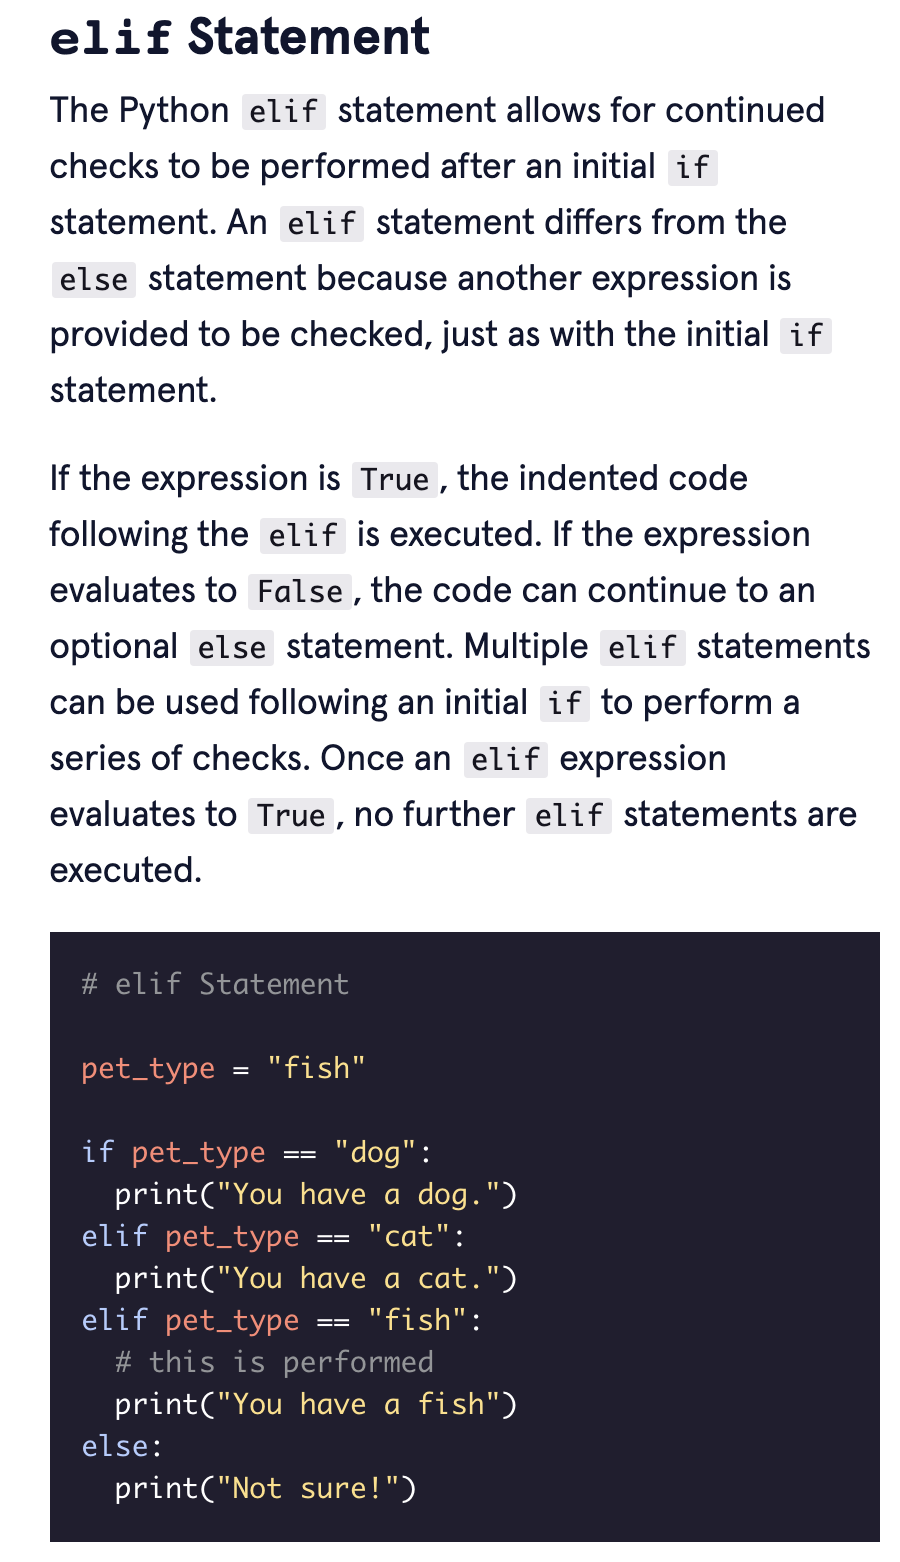 elif Statement
The Python elif statement allows for continued
checks to be performed after an initial if
statement. An elif statement differs from the
else statement because another expression is
provided to be checked, just as with the initial if
statement.
If the expression is True, the indented code
following the elif is executed. If the expression
evaluates to False, the code can continue to an
optional else statement. Multiple elif statements
can be used following an initial if to perform a
series of checks. Once an elif expression
evaluates to True, no further elif statements are
executed.
# elif Statement
pet_type = "fish"
if pet_type == "dog":
  print("You have a dog.")
elif pet_type == "cat":
  print("You have a cat.")
elif pet_type == "fish":
  # this is performed
  print("You have a fish")
else:
  print("Not sure!")